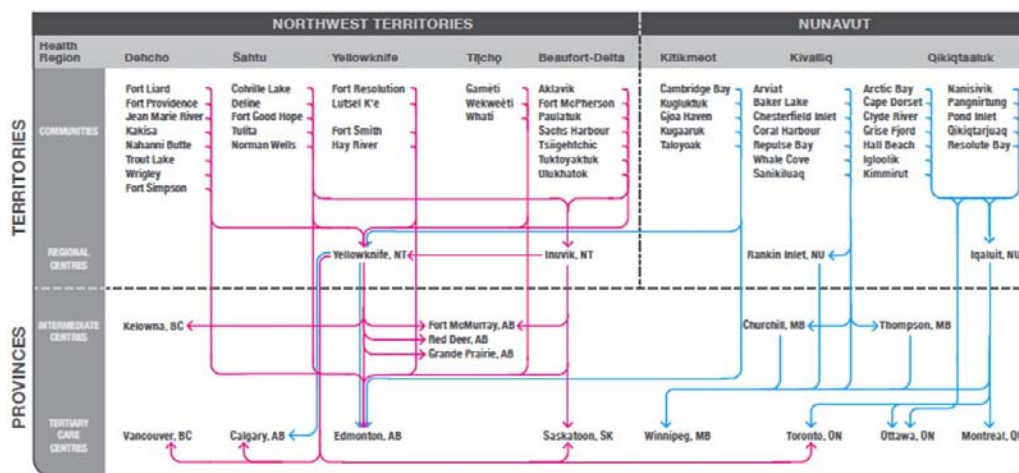 NORTHWEST TERRITORIES NUNAVUT
Health Region Dehcho Sahtu Yellowknife Tłįchǫ Beaufort-Delta Kitikmeot Kivalliq Qikiqtaaluk
TERRITORIES
COMMUNITIES
Fort Liard Colville Lake Fort Resolution Gamèti Aklavik Cambridge Bay Arviat Arctic Bay Nanisivik
Fort Providence Deline Lutsel K'e Wekweèti Fort McPherson Kugluktuk Baker Lake Cape Dorset Pangnirtung
Jean Marie River Fort Good Hope Whati Paulatuk Gjoa Haven Chesterfield Inlet Clyde River Pond Inlet
Kakisa Tulita Fort Smith Sachs Harbour Kugaaruk Coral Harbour Grise Fjord Qikiqtarjuaq
Nahanni Butte Norman Wells Hay River Tsiigehtchic Taloyoak Repulse Bay Hall Beach Resolute Bay
Trout Lake Tuktoyaktuk Whale Cove Igloolik
Wrigley Ulukhatok Sanikiluaq Kimmirut
Fort Simpson
REGIONAL CENTRES
Yellowknife, NT Inuvik, NT Rankin Inlet, NU Iqaluit, NU
PROVINCES
INTERMEDIATE CENTRES
Kelowna, BC Fort McMurray, AB Churchill, MB Thompson, MB
Red Deer, AB
Grande Prairie, AB
TERTIARY CARE CENTRES
Vancouver, BC Calgary, AB Edmonton, AB Saskatoon, SK Winnipeg, MB Toronto, ON Ottawa, ON Montreal, Q